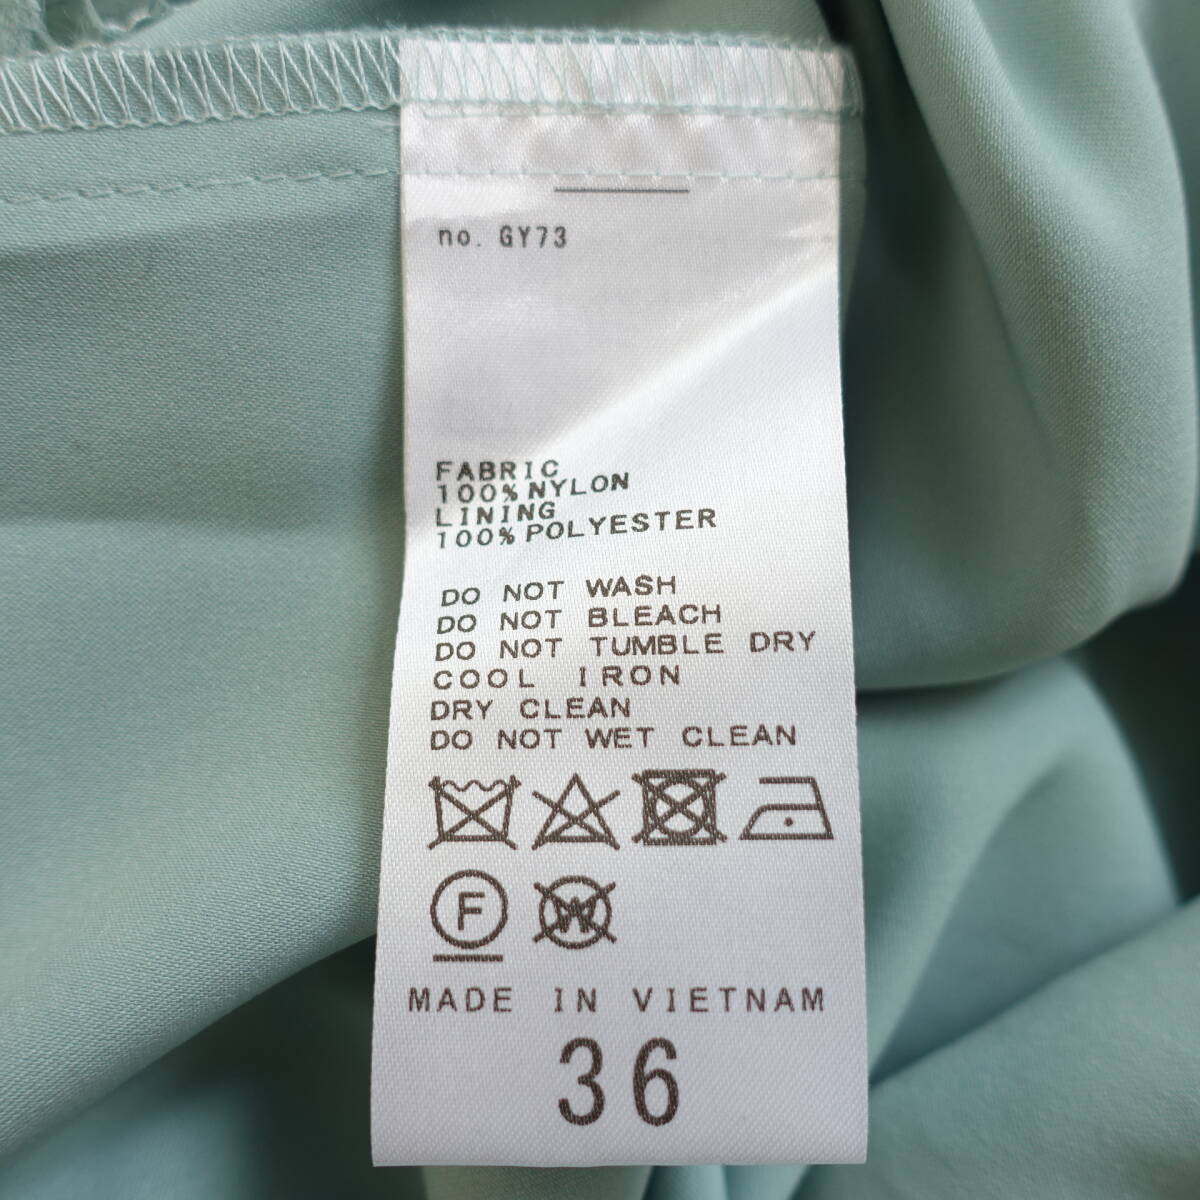 no. GY73
FABRIC
100% NYLON
LINING
100% POLYESTER
DO NOT WASH
DO NOT BLEACH
DO NOT TUMBLE DRY
COOL IRON
DRY CLEAN
DO NOT WET CLEAN
F W
MADE IN VIETNAM
36